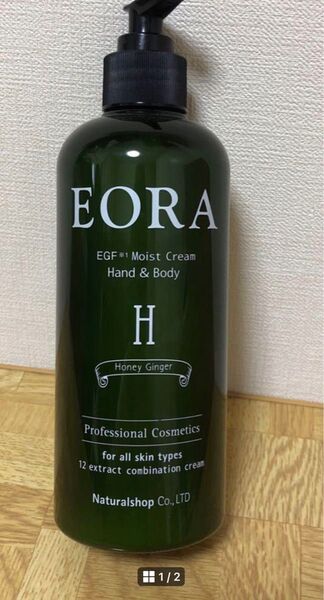 EORA
EGF※1 Moist Cream
Hand & Body
H
Honey Ginger
Professional Cosmetics
for all skin types
12 extract combination cream
Naturalshop Co.,LTD
1/2